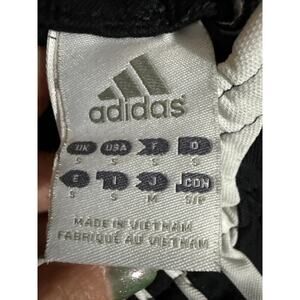 adidas
UK USA F D
S S S S
E I J CDN
S S M S/P
MADE IN VIETNAM
FABRIQUÉ AU VIETNAM